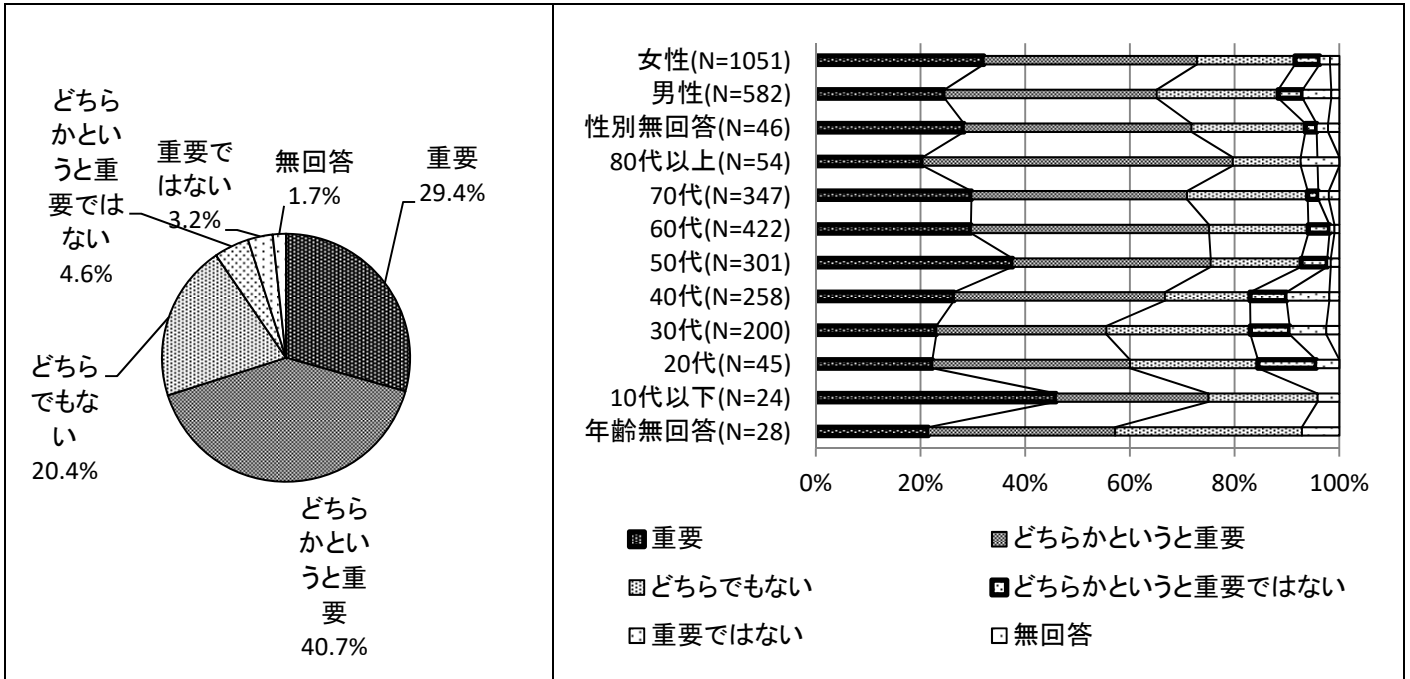 どちら
かとい
うと重
要では
ない
4.6%
重要で
はない
3.2%
無回答
1.7%
重要
29.4%
どちら
でもな
い
20.4%
どちら
かとい
うと重
要
40.7%
女性(N=1051)
男性(N=582)
性別無回答(N=46)
80代以上(N=54)
70代(N=347)
60代(N=422)
50代(N=301)
40代(N=258)
30代(N=200)
20代(N=45)
10代以下(N=24)
年齢無回答(N=28)
0% 20% 40% 60% 80% 100%
重要 どちらかというと重要
どちらでもない どちらかというと重要ではない
重要ではない 無回答